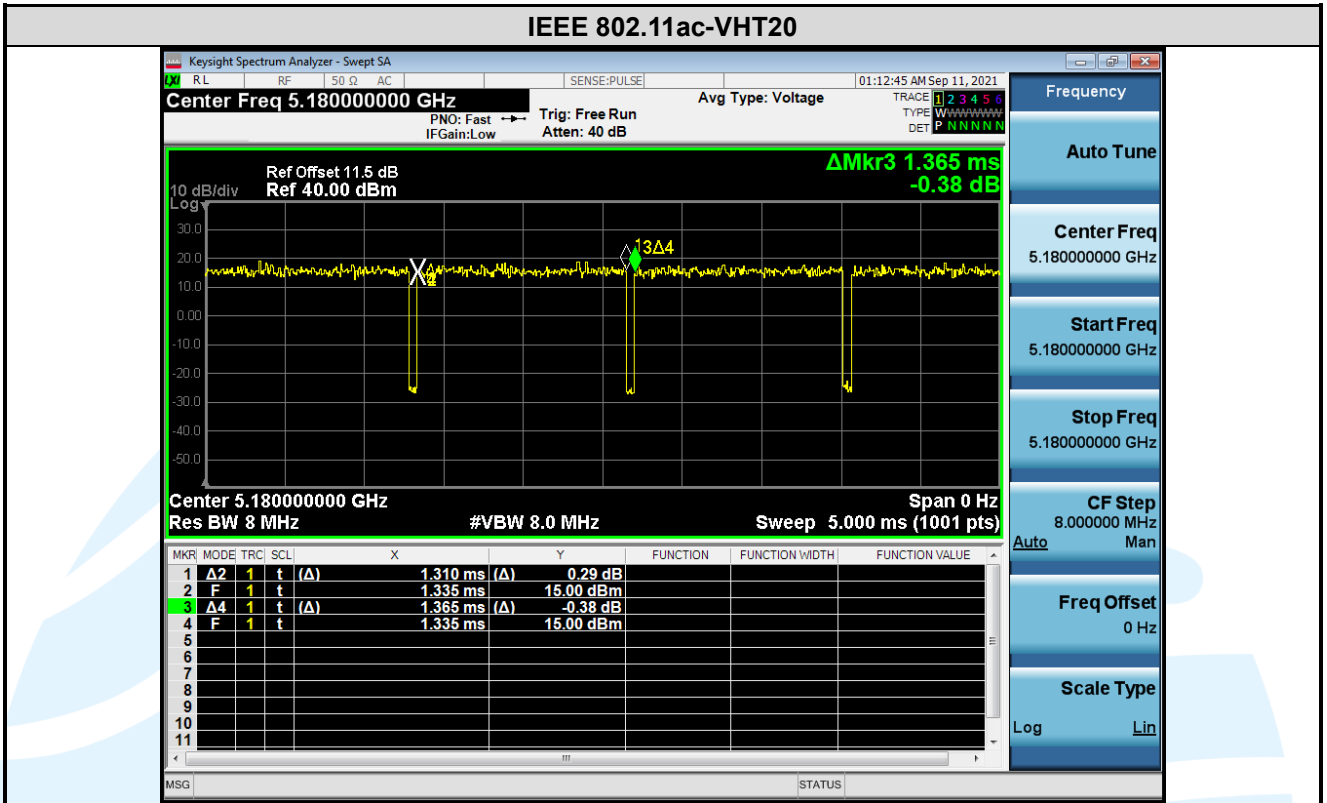 IEEE 802.11ac-VHT20
Keysight Spectrum Analyzer - Swept SA
LXI RL RF 50 Ω AC SENSE:PULSE 01:12:45 AM Sep 11, 2021
Center Freq 5.180000000 GHz
PNO: Fast
IFGain:Low
Trig: Free Run
Atten: 40 dB
Avg Type: Voltage
TRACE 1 2 3 4 5 6
TYPE WWWWWW
DET P N N N N N
ΔMkr3 1.365 ms
-0.38 dB
Ref Offset 11.5 dB
10 dB/div Ref 40.00 dBm
Log
30.0
20.0
10.0
0.00
-10.0
-20.0
-30.0
-40.0
-50.0
3Δ4
Center 5.180000000 GHz Span 0 Hz
Res BW 8 MHz #VBW 8.0 MHz Sweep 5.000 ms (1001 pts)
MKR MODE TRC SCL X Y FUNCTION FUNCTION WIDTH FUNCTION VALUE
1 Δ2 1 t (Δ) 1.310 ms (Δ) 0.29 dB
2 F 1 t 1.335 ms 15.00 dBm
3 Δ4 1 t (Δ) 1.365 ms (Δ) -0.38 dB
4 F 1 t 1.335 ms 15.00 dBm
5
6
7
8
9
10
11
MSG STATUS
Frequency
Auto Tune
Center Freq
5.180000000 GHz
Start Freq
5.180000000 GHz
Stop Freq
5.180000000 GHz
CF Step
8.000000 MHz
Auto Man
Freq Offset
0 Hz
Scale Type
Log Lin